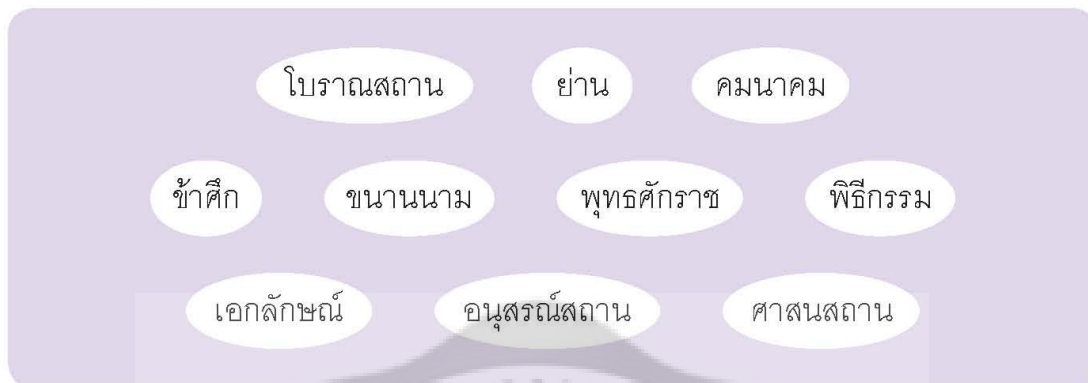 โบราณสถาน ย่าน คมนาคม
ข้าศึก ขนานนาม พุทธศักราช พิธีกรรม
เอกลักษณ์ อนุสรณ์สถาน ศาสนสถาน